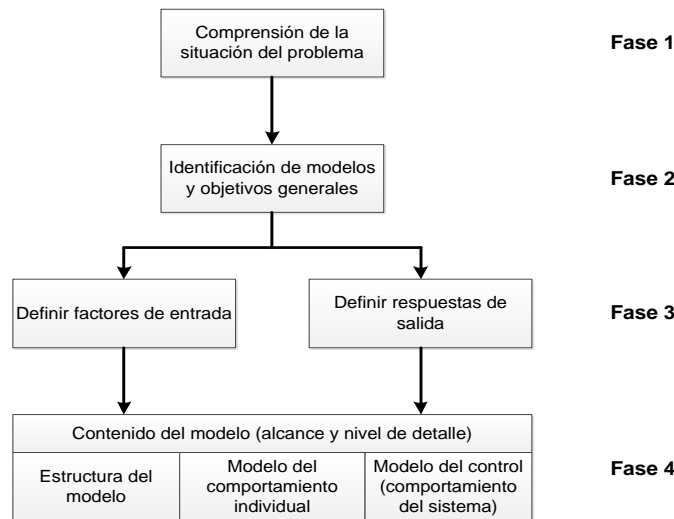 Comprensión de la
situación del problema
Fase 1
Identificación de modelos
y objetivos generales
Fase 2
Definir factores de entrada
Definir respuestas de
salida
Fase 3
Contenido del modelo (alcance y nivel de detalle)
Estructura del
modelo
Modelo del
comportamiento
individual
Modelo del control
(comportamiento
del sistema)
Fase 4